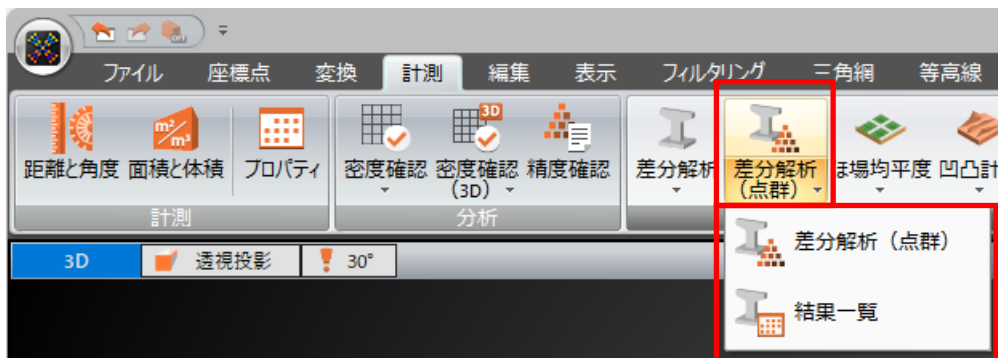 ファイル 座標点 変換 計測 編集 表示 フィルタリング 三角網 等高線
m²/m³ 3D
距離と角度 面積と体積 プロパティ 密度確認 密度確認 精度確認 差分解析 差分解析 ほ場均平度 凹凸計
（3D） （点群）
計測 分析
3D 透視投影 30°
差分解析（点群）
結果一覧